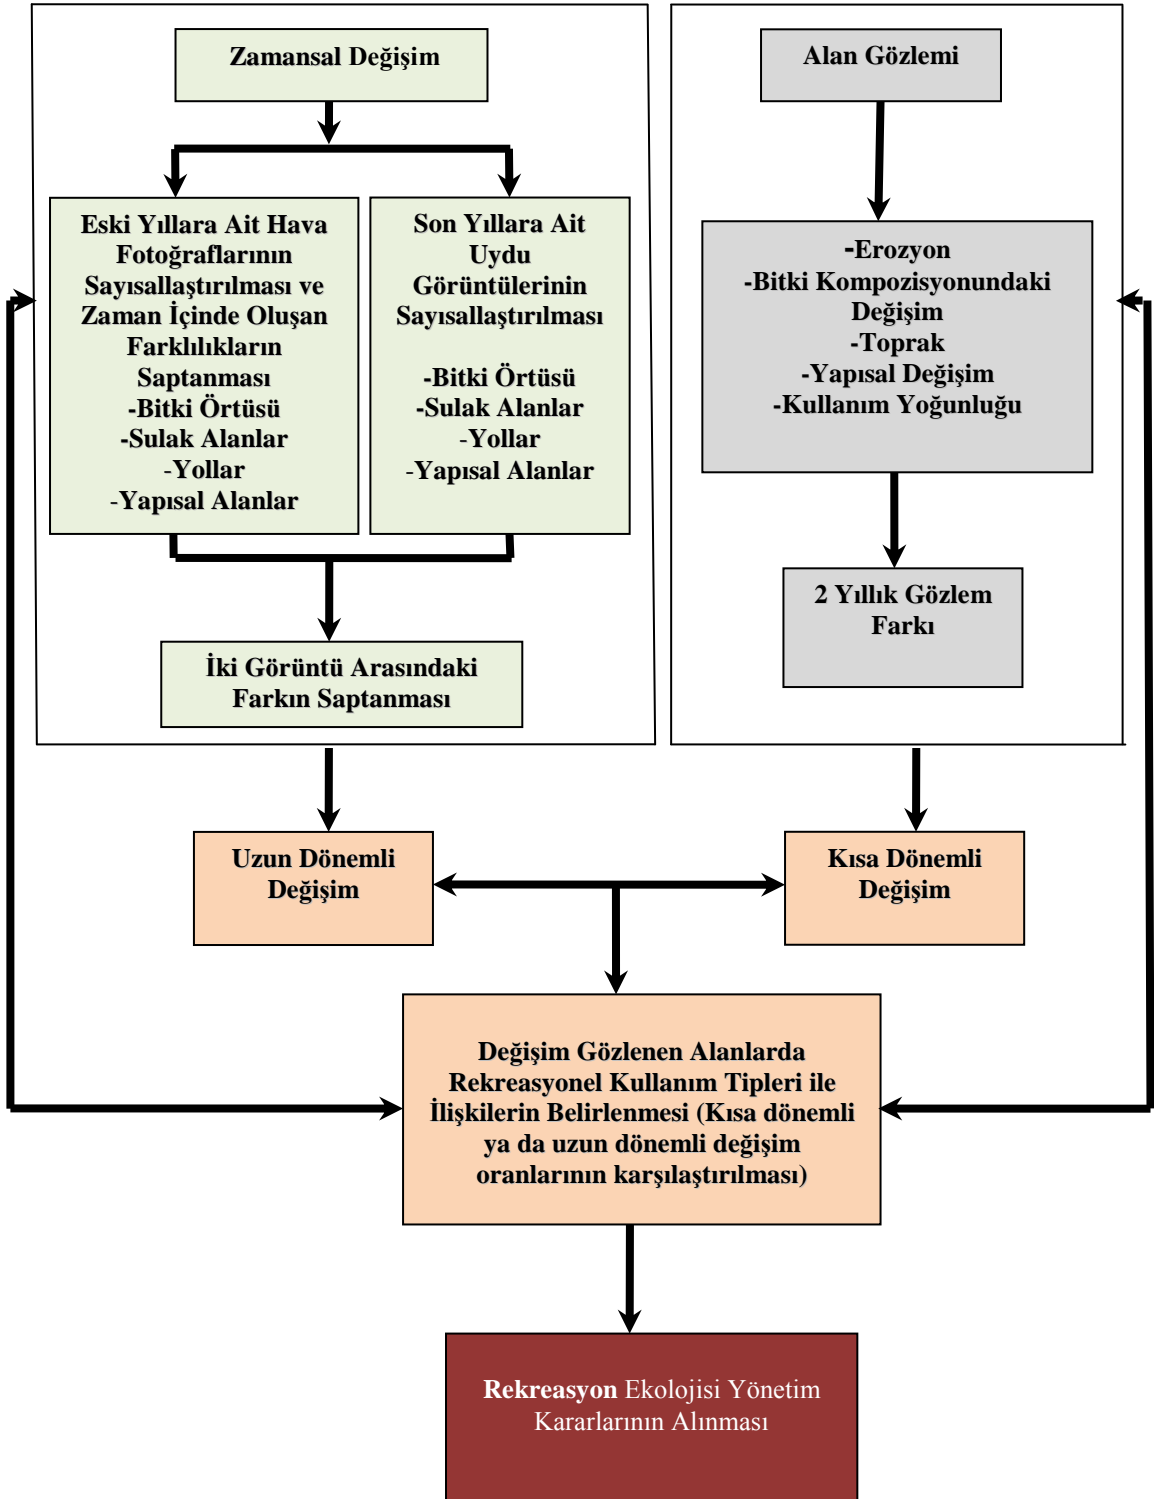 Zamansal Değişim
Alan Gözlemi
Eski Yıllara Ait Hava
Fotoğraflarının
Sayısallaştırılması ve
Zaman İçinde Oluşan
Farklılıkların
Saptanması
-Bitki Örtüsü
-Sulak Alanlar
-Yollar
-Yapısal Alanlar
Son Yıllara Ait
Uydu
Görüntülerinin
Sayısallaştırılması
-Bitki Örtüsü
-Sulak Alanlar
-Yollar
-Yapısal Alanlar
-Erozyon
-Bitki Kompozisyonundaki
Değişim
-Toprak
-Yapısal Değişim
-Kullanım Yoğunluğu
2 Yıllık Gözlem
Farkı
İki Görüntü Arasındaki
Farkın Saptanması
Uzun Dönemli
Değişim
Kısa Dönemli
Değişim
Değişim Gözlenen Alanlarda
Rekreasyonel Kullanım Tipleri ile
İlişkilerin Belirlenmesi (Kısa dönemli
ya da uzun dönemli değişim
oranlarının karşılaştırılması)
Rekreasyon Ekolojisi Yönetim
Kararlarının Alınması